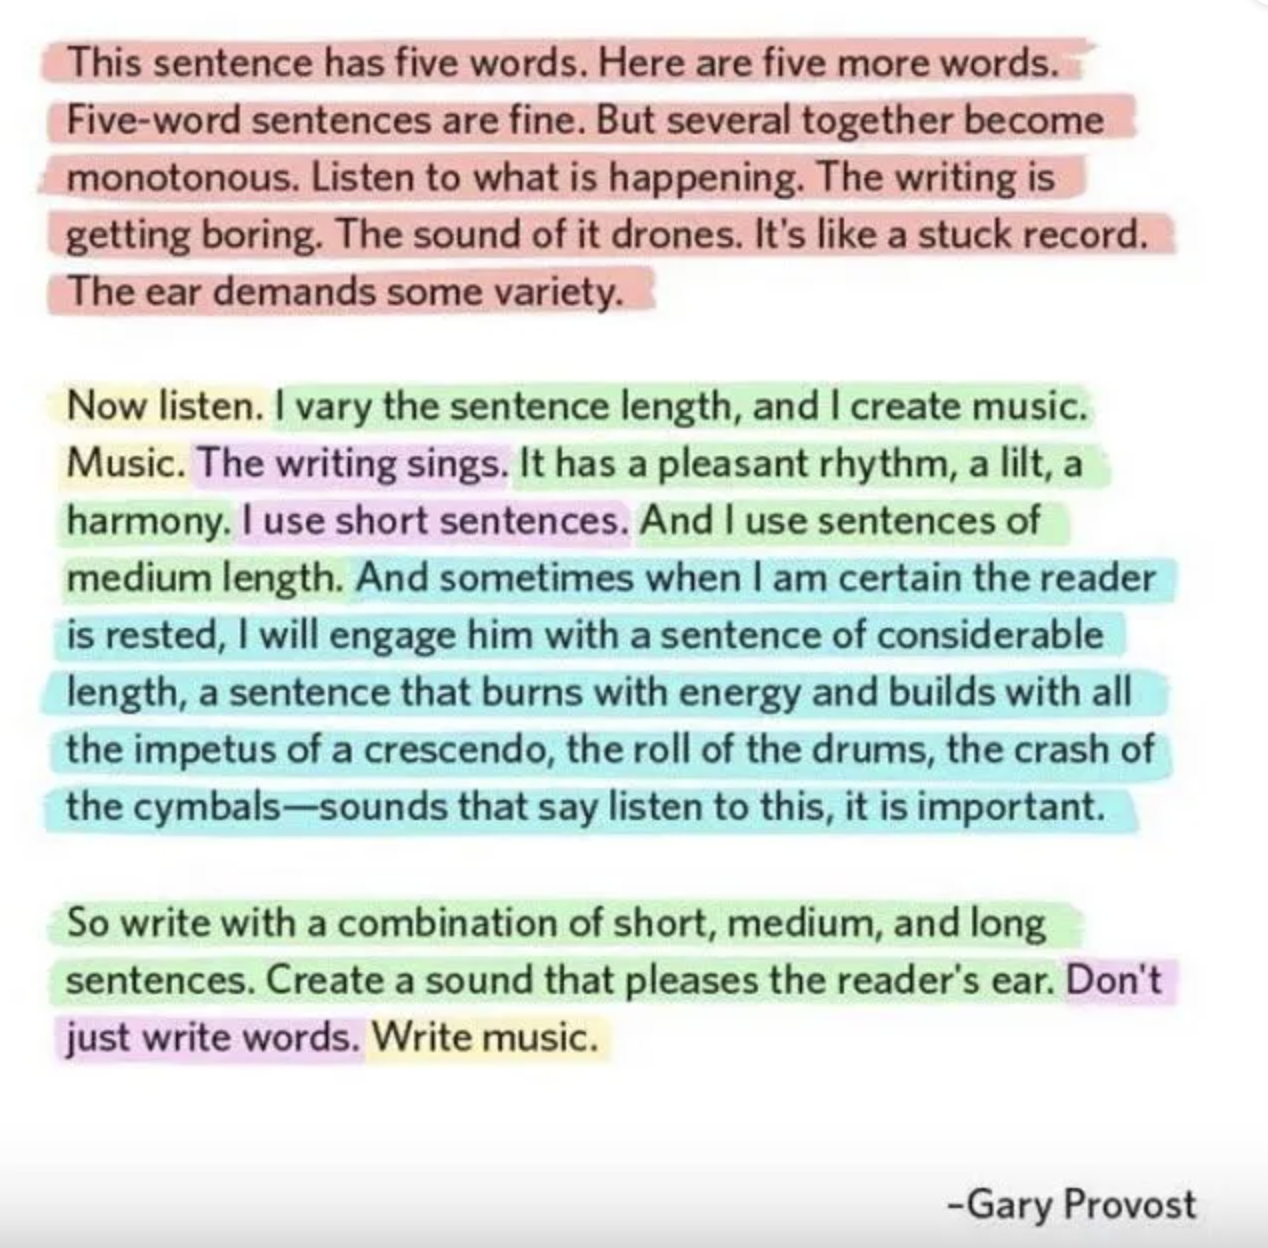 This sentence has five words. Here are five more words.
Five-word sentences are fine. But several together become
monotonous. Listen to what is happening. The writing is
getting boring. The sound of it drones. It's like a stuck record.
The ear demands some variety.
Now listen. I vary the sentence length, and I create music.
Music. The writing sings. It has a pleasant rhythm, a lilt, a
harmony. I use short sentences. And I use sentences of
medium length. And sometimes when I am certain the reader
is rested, I will engage him with a sentence of considerable
length, a sentence that burns with energy and builds with all
the impetus of a crescendo, the roll of the drums, the crash of
the cymbals—sounds that say listen to this, it is important.
So write with a combination of short, medium, and long
sentences. Create a sound that pleases the reader's ear. Don't
just write words. Write music.
–Gary Provost